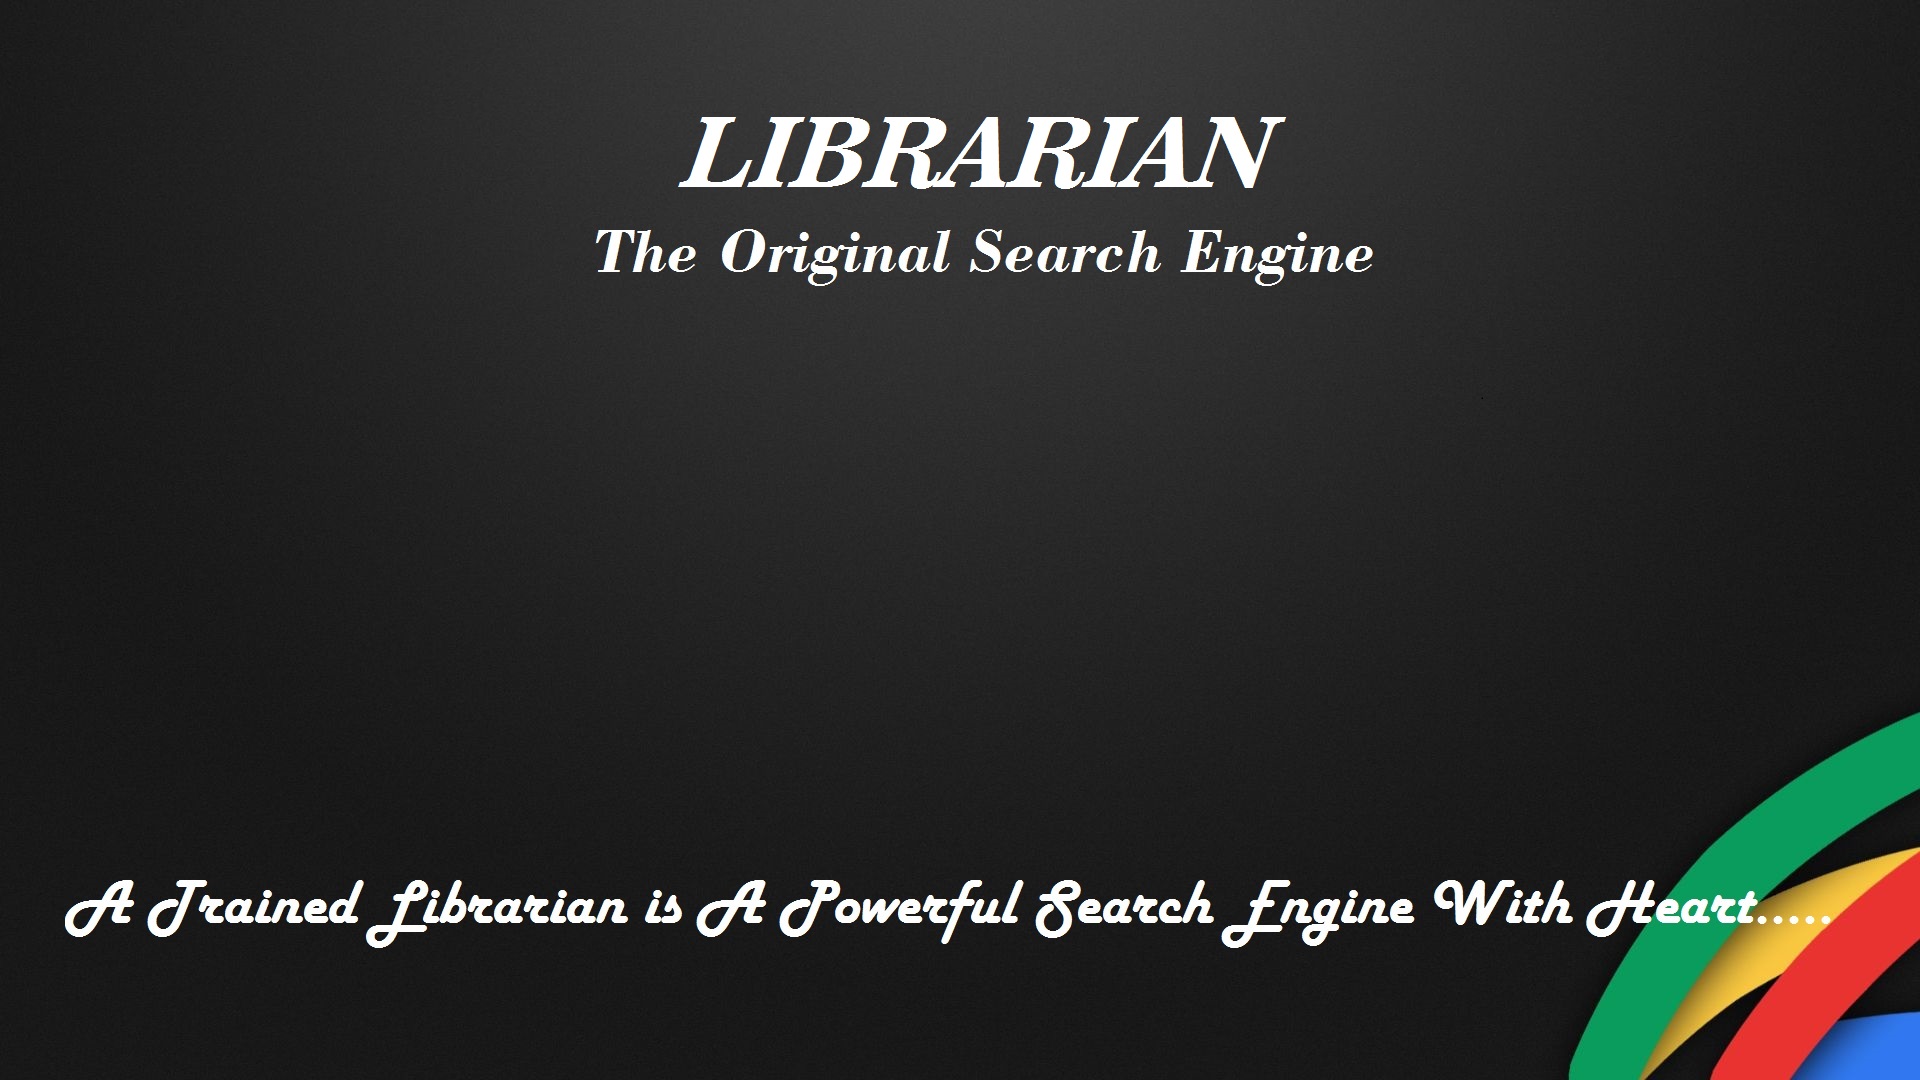 LIBRARIAN
The Original Search Engine
A Trained Librarian is A Powerful Search Engine With Heart.....